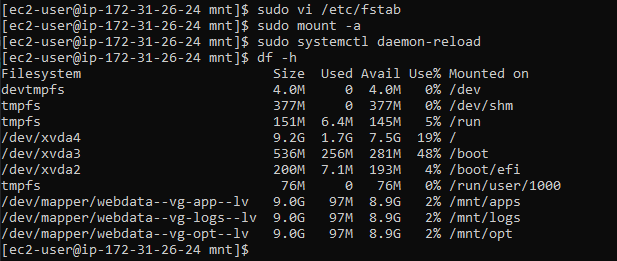 [ec2-user@ip-172-31-26-24 mnt]$ sudo vi /etc/fstab
[ec2-user@ip-172-31-26-24 mnt]$ sudo mount -a
[ec2-user@ip-172-31-26-24 mnt]$ sudo systemctl daemon-reload
[ec2-user@ip-172-31-26-24 mnt]$ df -h
Filesystem                        Size  Used Avail Use% Mounted on
devtmpfs                          4.0M     0  4.0M   0% /dev
tmpfs                             377M     0  377M   0% /dev/shm
tmpfs                             151M  6.4M  145M   5% /run
/dev/xvda4                        9.2G  1.7G  7.5G  19% /
/dev/xvda3                        536M  256M  281M  48% /boot
/dev/xvda2                        200M  7.1M  193M   4% /boot/efi
tmpfs                              76M     0   76M   0% /run/user/1000
/dev/mapper/webdata--vg-app--lv   9.0G   97M  8.9G   2% /mnt/apps
/dev/mapper/webdata--vg-logs--lv  9.0G   97M  8.9G   2% /mnt/logs
/dev/mapper/webdata--vg-opt--lv   9.0G   97M  8.9G   2% /mnt/opt
[ec2-user@ip-172-31-26-24 mnt]$